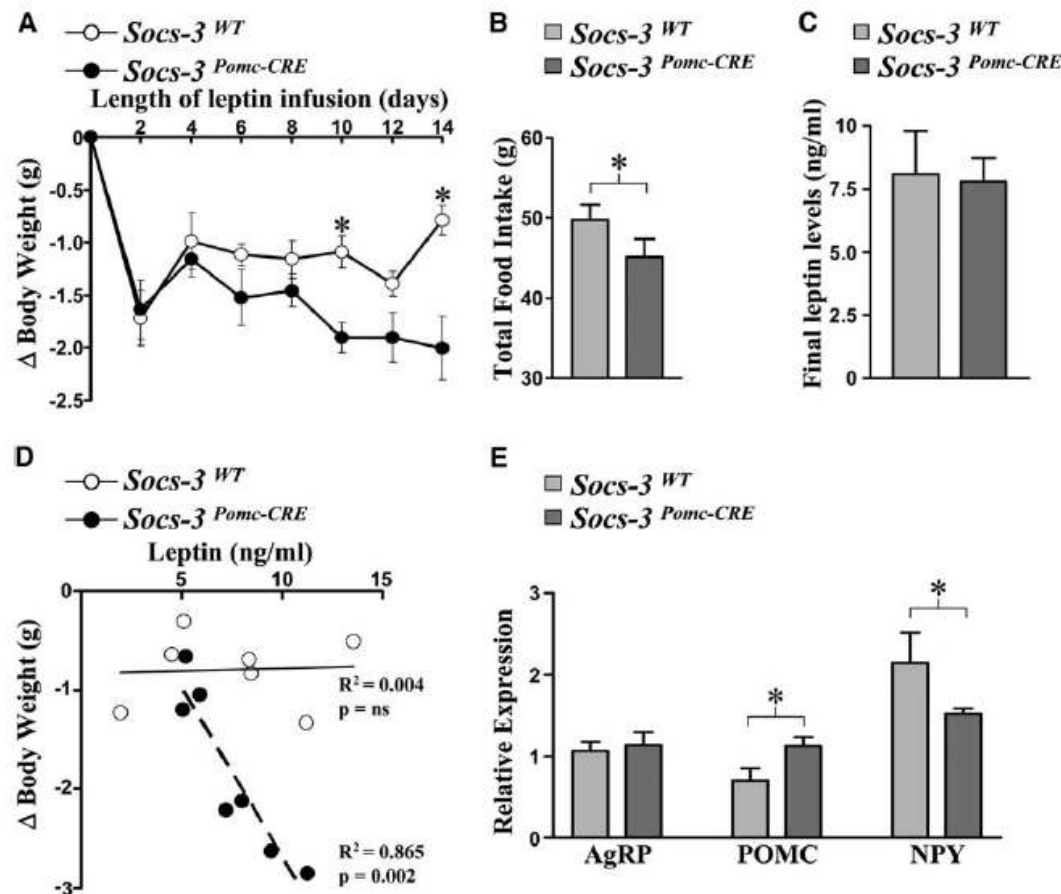 A
Socs-3 WT
Socs-3 Pomc-CRE
Length of leptin infusion (days)
0
2 4 6 8 10 12 14
-0.5
-1.0
-1.5
-2.0
-2.5
Δ Body Weight (g)
*
*
B
Socs-3 WT
Socs-3 Pomc-CRE
Total Food Intake (g)
60
50
40
30
*
C
Socs-3 WT
Socs-3 Pomc-CRE
Final leptin levels (ng/ml)
10
7.5
5
2.5
0
D
Socs-3 WT
Socs-3 Pomc-CRE
Leptin (ng/ml)
5 10 15
0
-1
-2
-3
Δ Body Weight (g)
R² = 0.004
p = ns
R² = 0.865
p = 0.002
E
Socs-3 WT
Socs-3 Pomc-CRE
Relative Expression
3
2
1
0
*
*
AgRP POMC NPY